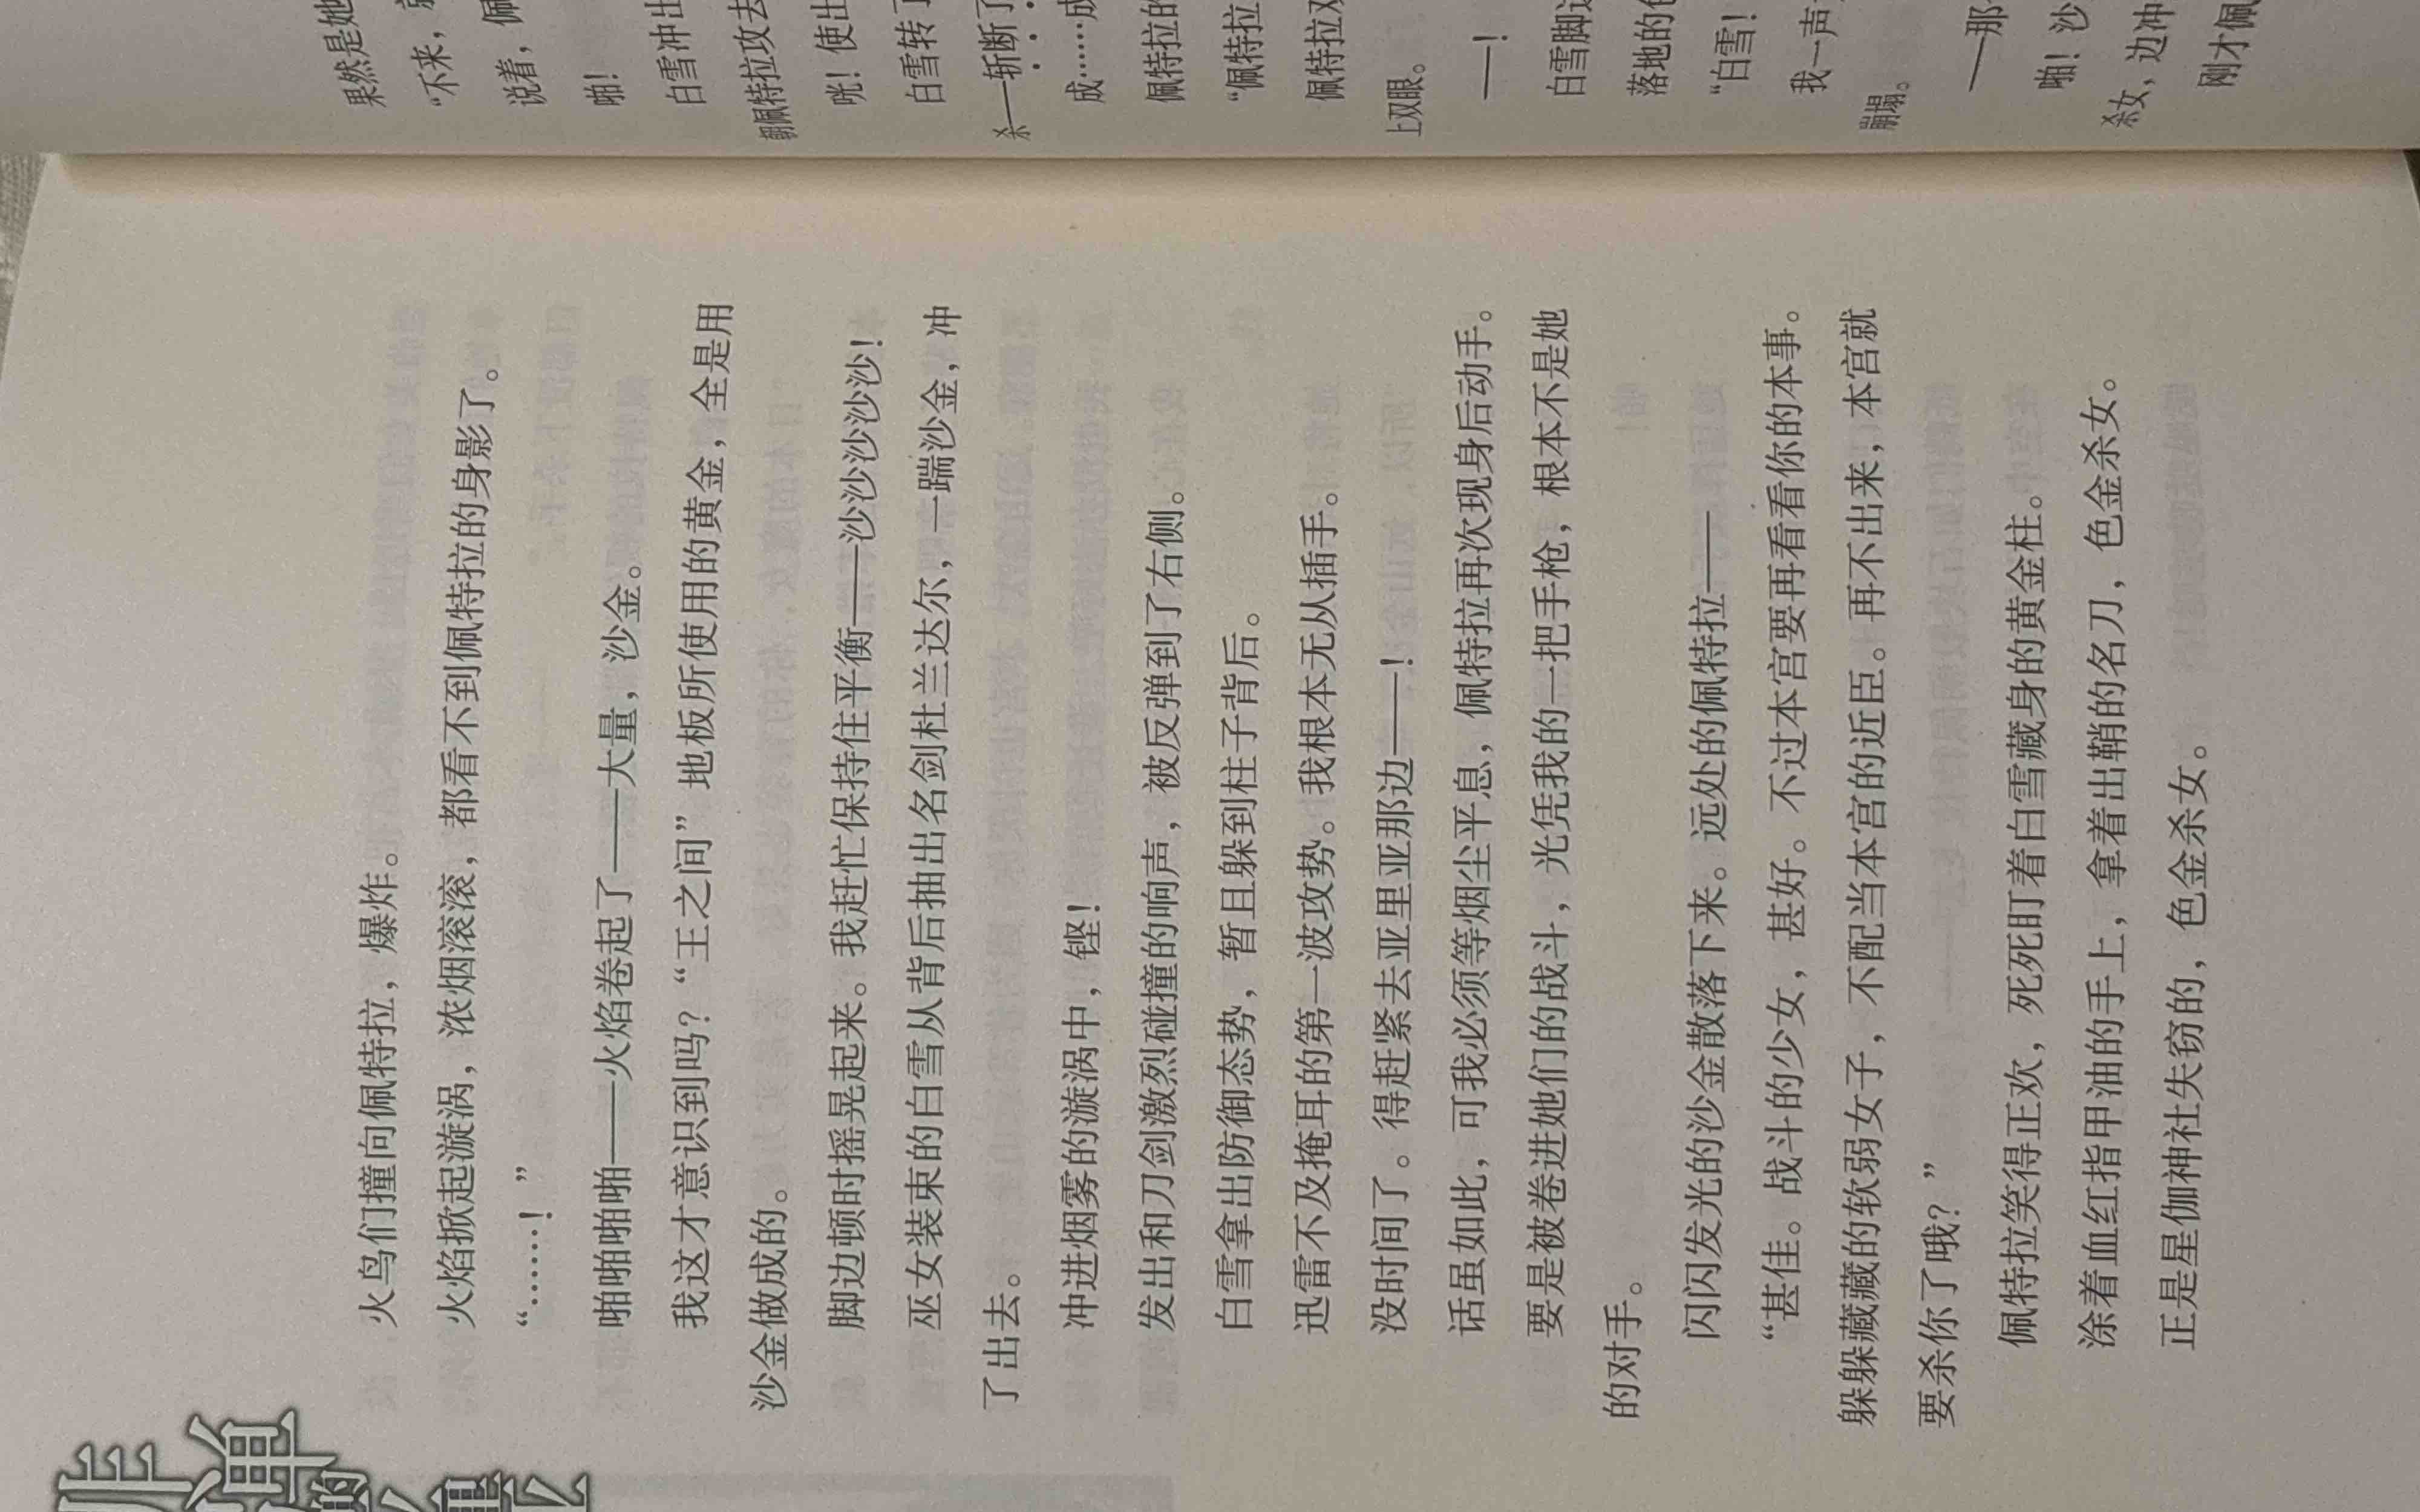 弹
的
亚
火鸟们撞向佩特拉，爆炸。
火焰掀起漩涡，浓烟滚滚，都看不到佩特拉的身影了。
“……！”
啪啪啪啪——火焰卷起了——大量，沙金。
我这才意识到吗？“王之间”地板所使用的黄金，全是用
沙金做成的。
脚边顿时摇晃起来。我赶忙保持住平衡——沙沙沙沙沙！
巫女装束的白雪从背后抽出名剑杜兰达尔，一踹沙金，冲
了出去。
冲进烟雾的漩涡中，铿！
发出和刀剑激烈碰撞的响声，被反弹到了右侧。
白雪拿出防御态势，暂且躲到柱子背后。
迅雷不及掩耳的第一波攻势。我根本无从插手。
没时间了。得赶紧去亚里亚那边——！
话虽如此，可我必须等烟尘平息，佩特拉再次现身后动手。
要是被卷进她们的战斗，光凭我的一把手枪，根本不是她
的对手。
闪闪发光的沙金散落下来。远处的佩特拉——
“甚佳。战斗的少女，甚好。不过本宫要再看看你的本事。
躲躲藏藏的软弱女子，不配当本宫的近臣。再不出来，本宫就
要杀你了哦？”
佩特拉笑得正欢，死死盯着白雪藏身的黄金柱。
涂着血红指甲油的手上，拿着出鞘的名刀，色金杀女。
正是星伽神社失窃的，色金杀女。
果然是她
“不来，
说着，佩
啪！
白雪冲出
朝佩特拉攻去
咣！使出
白雪转了
杀——斩断了
成……成
佩特拉的
“佩特拉
佩特拉双
上双眼。
——！
白雪脚边
落地的
“白雪！
我一声
崩塌。
——那
啪！沙
杀女，边冲
刚才佩